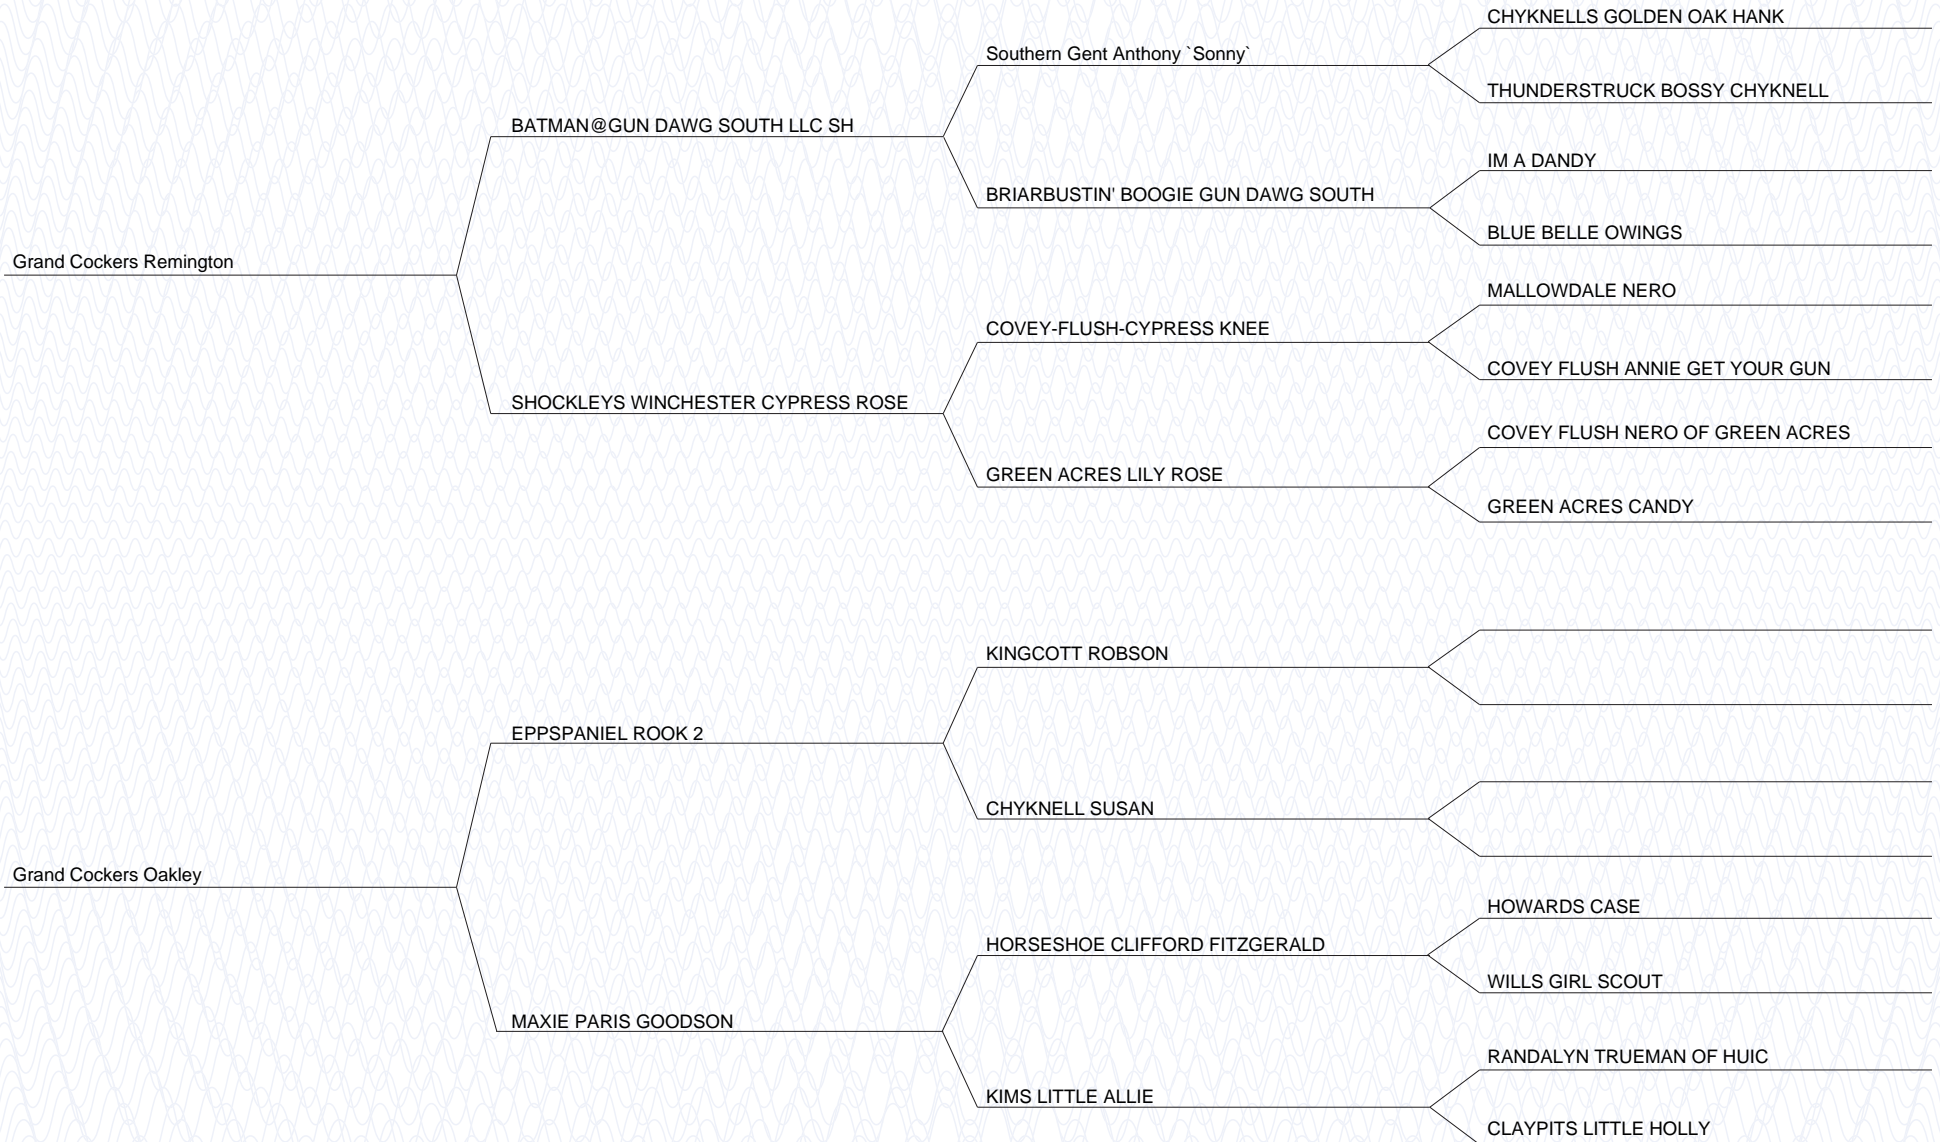 CHYKNELLS GOLDEN OAK HANK
Southern Gent Anthony `Sonny`
THUNDERSTRUCK BOSSY CHYKNELL
BATMAN@GUN DAWG SOUTH LLC SH
IM A DANDY
BRIARBUSTIN' BOOGIE GUN DAWG SOUTH
BLUE BELLE OWINGS
Grand Cockers Remington
MALLOWDALE NERO
COVEY-FLUSH-CYPRESS KNEE
COVEY FLUSH ANNIE GET YOUR GUN
SHOCKLEYS WINCHESTER CYPRESS ROSE
COVEY FLUSH NERO OF GREEN ACRES
GREEN ACRES LILY ROSE
GREEN ACRES CANDY
KINGCOTT ROBSON
EPPSPANIEL ROOK 2
CHYKNELL SUSAN
Grand Cockers Oakley
HOWARDS CASE
HORSESHOE CLIFFORD FITZGERALD
WILLS GIRL SCOUT
MAXIE PARIS GOODSON
RANDALYN TRUEMAN OF HUIC
KIMS LITTLE ALLIE
CLAYPITS LITTLE HOLLY